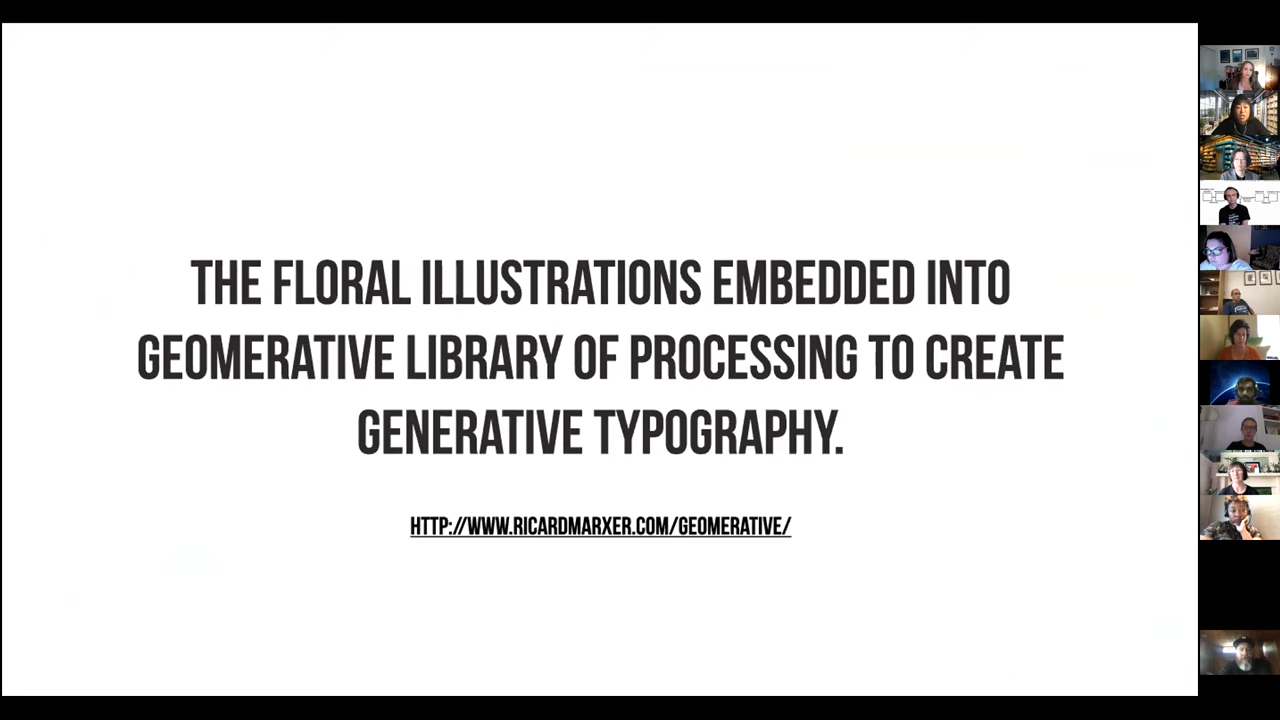 THE FLORAL ILLUSTRATIONS EMBEDDED INTO
GEOMERATIVE LIBRARY OF PROCESSING TO CREATE
GENERATIVE TYPOGRAPHY.
HTTP://WWW.RICARDMARXER.COM/GEOMERATIVE/